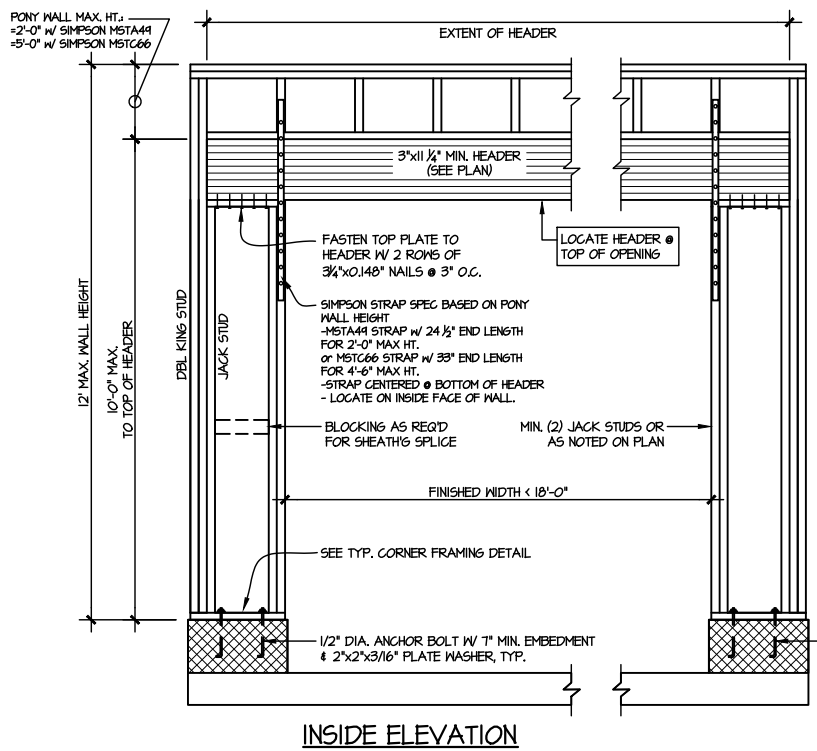 PONY WALL MAX. HT.:
=2'-0" W/ SIMPSON MSTA49
=5'-0" W/ SIMPSON MSTC66
EXTENT OF HEADER
3"x11 1/4" MIN. HEADER
(SEE PLAN)
FASTEN TOP PLATE TO
HEADER W/ 2 ROWS OF
3 1/4"x0.148" NAILS @ 3" O.C.
LOCATE HEADER @
TOP OF OPENING
SIMPSON STRAP SPEC BASED ON PONY
WALL HEIGHT
-MSTA49 STRAP W/ 24 1/2" END LENGTH
FOR 2'-0" MAX HT.
or MSTC66 STRAP W/ 33" END LENGTH
FOR 4'-6" MAX HT.
-STRAP CENTERED @ BOTTOM OF HEADER
- LOCATE ON INSIDE FACE OF WALL.
12' MAX. WALL HEIGHT
10'-0" MAX.
TO TOP OF HEADER
DBL KING STUD
JACK STUD
BLOCKING AS REQ'D
FOR SHEATH'G SPLICE
MIN. (2) JACK STUDS OR
AS NOTED ON PLAN
FINISHED WIDTH < 18'-0"
SEE TYP. CORNER FRAMING DETAIL
1/2" DIA. ANCHOR BOLT W/ 7" MIN. EMBEDMENT
& 2"x2"x3/16" PLATE WASHER, TYP.
INSIDE ELEVATION